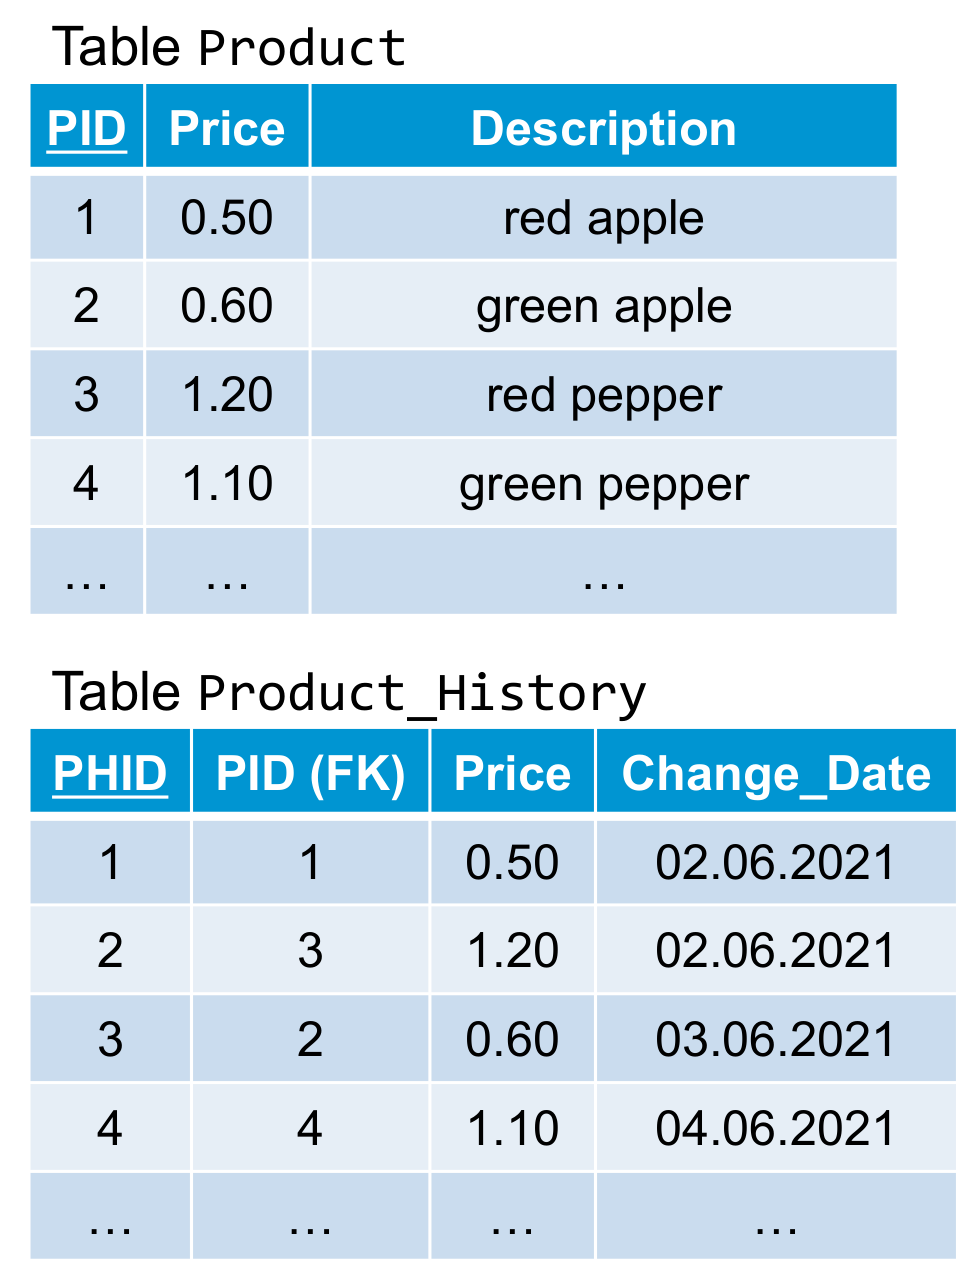 Table Product
PID Price Description
1 0.50 red apple
2 0.60 green apple
3 1.20 red pepper
4 1.10 green pepper
… … …
Table Product_History
PHID PID (FK) Price Change_Date
1 1 0.50 02.06.2021
2 3 1.20 02.06.2021
3 2 0.60 03.06.2021
4 4 1.10 04.06.2021
… … … …